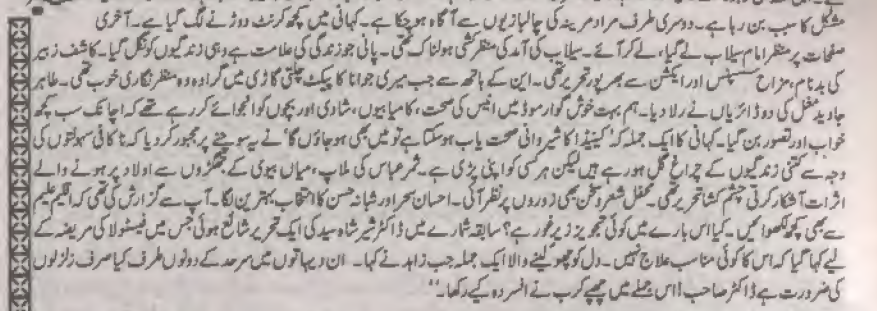 مشکل کا سبب بن رہا ہے۔ دوسری طرف مراد مرینہ کی چالبازیوں سے آگاہ ہو چکا ہے۔ کہانی میں کچھ کرنٹ دوڑنے لگ گیا ہے۔ آخری
صفحات پر منظر امام سیلاب لے گیا، لے کر آئے۔ سیلاب کی آمد کی منظر کشی ہولناک تھی۔ پانی جو زندگی کی علامت ہے وہی زندگیوں کو نگل گیا۔ کاشف زبیر
کی بدنام، مزاح سسپنس اور ایکشن سے بھرپور تحریر تھی۔ این کے ہاتھ سے جب میری جوانا کا پیکٹ چلتی گاڑی میں گرا وہ وہ منظر نگاری خوب تھی۔ طاہر
جاوید مغل کی دو ڈائریاں نے رلا دیا۔ ہم بہت خوش گوار موڈ میں انیس کی صحت، کامیابیوں، شادی اور بچوں کو انجوائے کر رہے تھے کہ اچانک سب کچھ
خواب اور تصور بن گیا۔ کہانی کا ایک جملہ کہ ’کینیڈا کا شیروانی صحت یاب ہو سکتا ہے تو میں بھی ہو جاؤں گا‘ نے یہ سوچنے پر مجبور کر دیا کہ ناکافی سہولتوں کی
وجہ سے کتنی زندگیوں کے چراغ گل ہو رہے ہیں لیکن ہر کسی کو اپنی پڑی ہے۔ ثمر عباس کی ملاپ، میاں بیوی کے جھگڑوں سے اولاد پر ہونے والے
اثرات آشکار کرتی چشم کشا تحریر تھی۔ محفل شعر و سخن بھی زوروں پر نظر آئی۔ احسان سحر اور شبانہ حسن کا انتخاب بہترین لگا۔ آپ سے گزارش کی تھی کہ انکلیم علیم
سے بھی کچھ لکھوائیں۔ کیا اس بارے میں کوئی تجویز زیر غور ہے؟ سابقہ شمارے میں ڈاکٹر شیر شاہ سید کی ایک تحریر شائع ہوئی جس میں فیسٹولا کی مریضہ کے
لیے کہا گیا کہ اس کا کوئی مناسب علاج نہیں۔ دل کو چھو لینے والا ایک جملہ جب زاہد نے کہا۔ ان دیہاتوں میں سرحد کے دونوں طرف کیا صرف زلزلوں
کی ضرورت ہے ڈاکٹر صاحب! اس جملے میں چھپے کرب نے افسردہ کیے رکھا۔‘‘